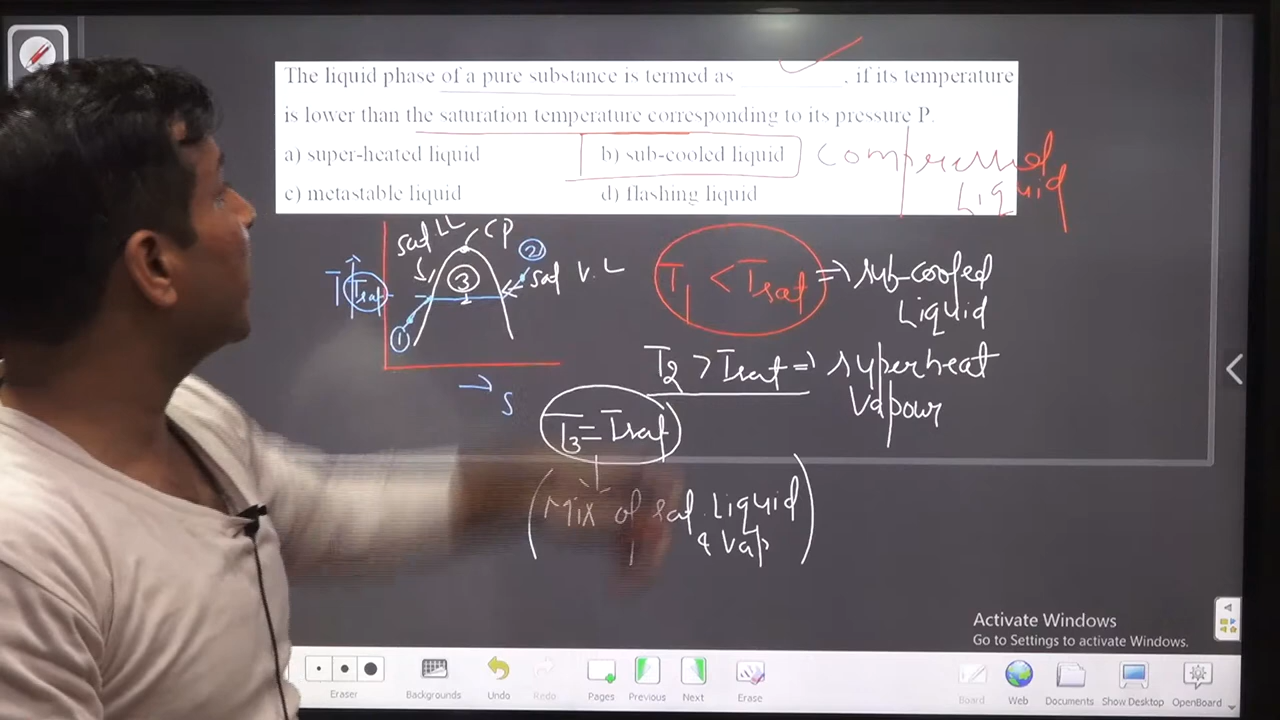 The liquid phase of a pure substance is termed as ________, if its temperature
is lower than the saturation temperature corresponding to its pressure P.
a) super-heated liquid b) sub-cooled liquid
c) metastable liquid d) flashing liquid
Compressed
Liquid
sat LL
CP
2
3
sat V.L
T
Tsat
1
S
T1 < Tsat => sub-cooled
Liquid
T2 > Tsat => superheat
Vapour
T3 = Tsat
(Mix of sat Liquid
& Vap)
Activate Windows
Go to Settings to activate Windows.
Eraser Backgrounds Undo Redo Pages Previous Next Erase Board Web Documents Show Desktop OpenBoard